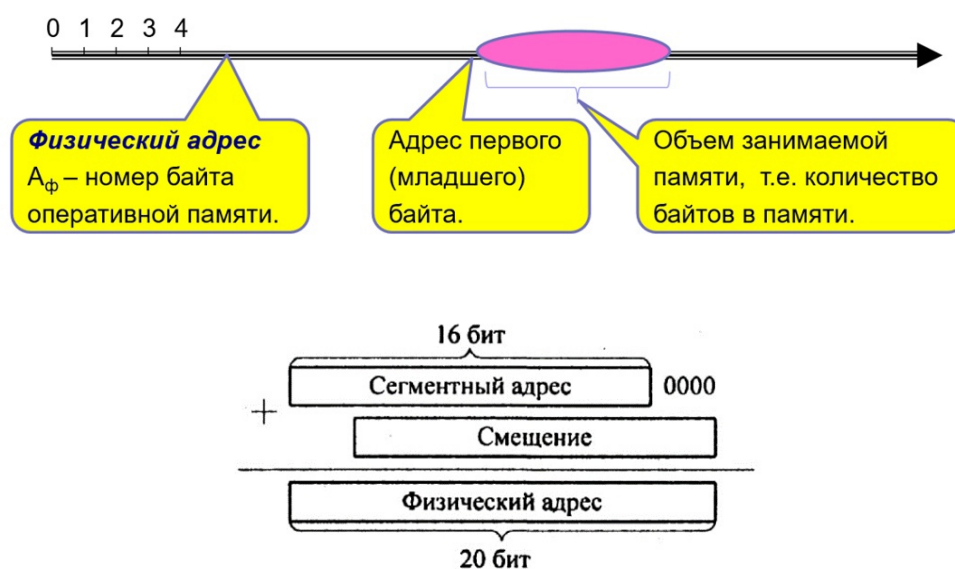 0 1 2 3 4
Физический адрес
Aф – номер байта
оперативной памяти.
Адрес первого
(младшего)
байта.
Объем занимаемой
памяти, т.е. количество
байтов в памяти.
16 бит
Сегментный адрес 0000
+
Смещение
Физический адрес
20 бит